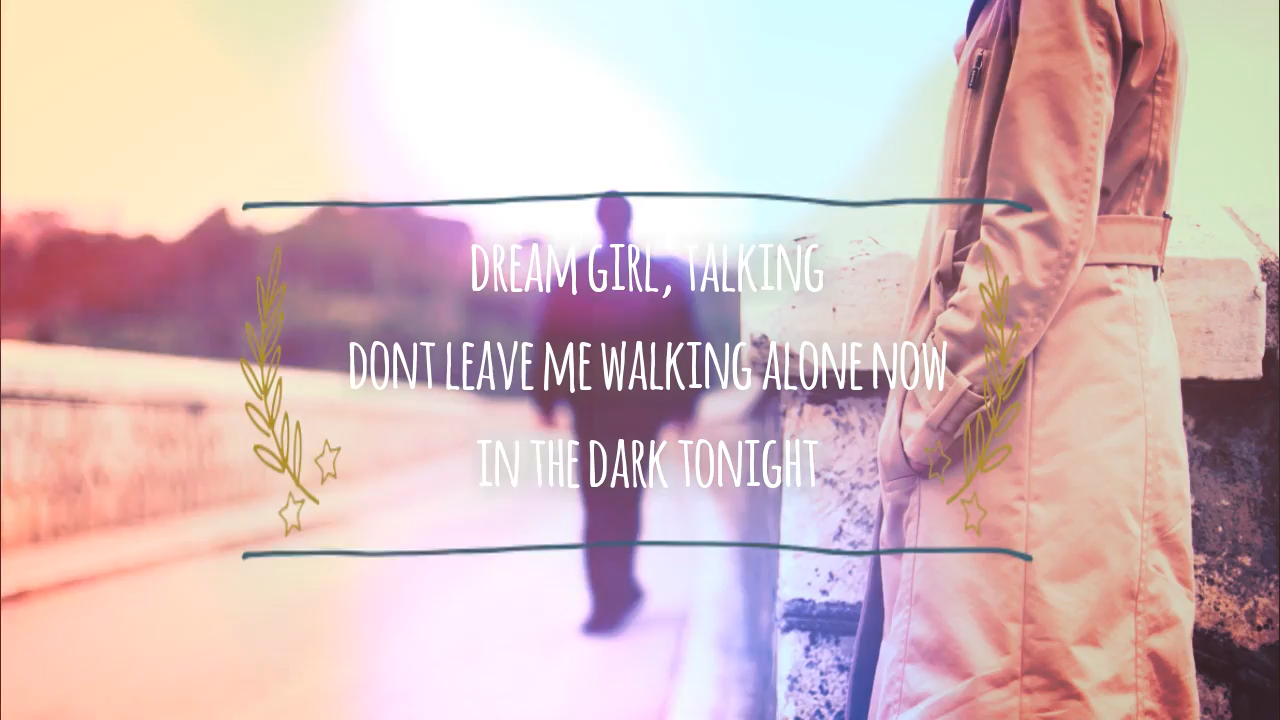 DREAM GIRL, TALKING
DONT LEAVE ME WALKING ALONE NOW
IN THE DARK TONIGHT